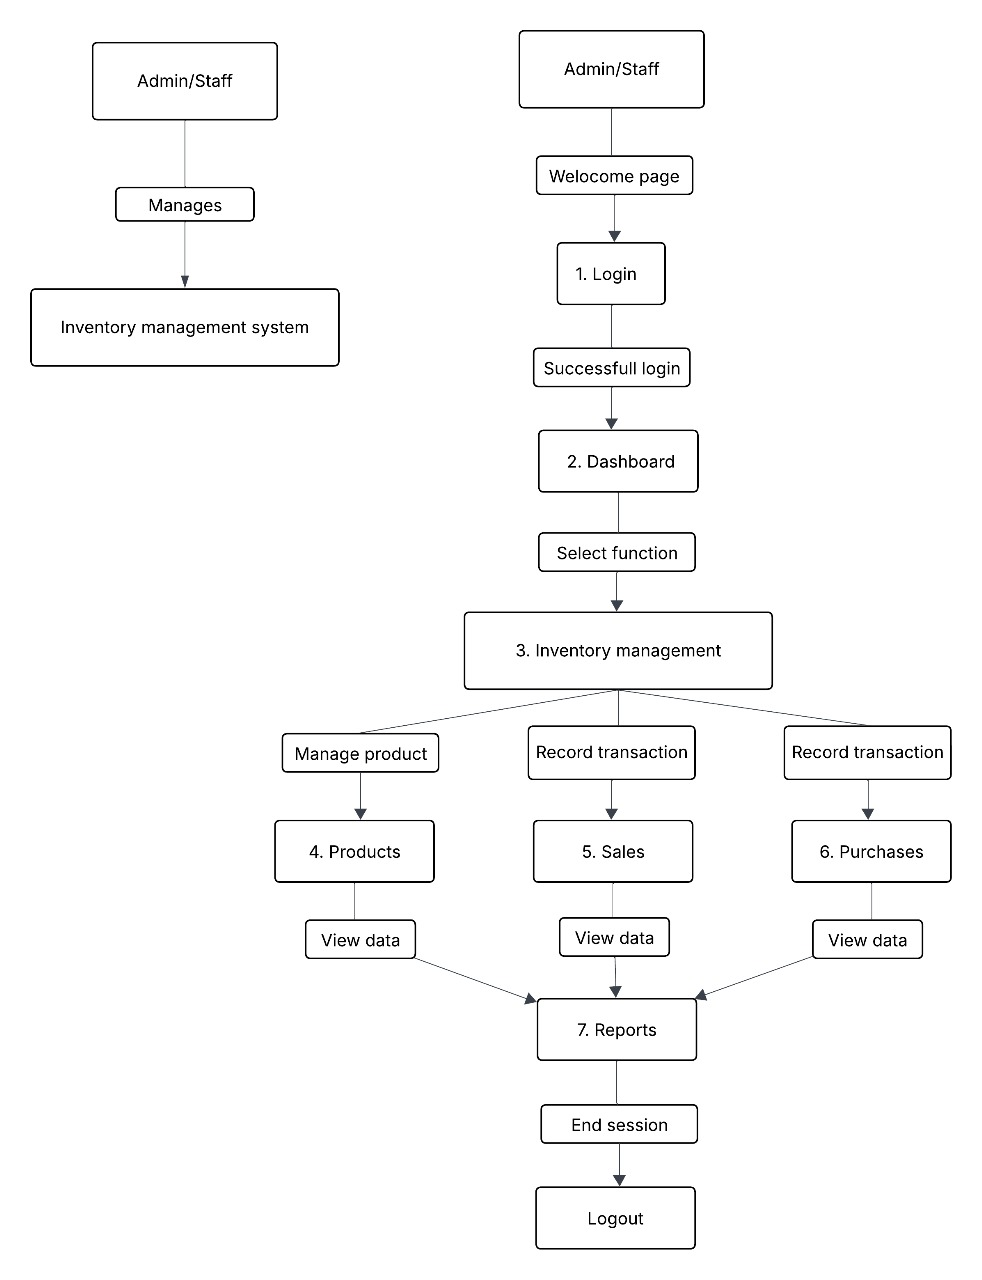 Admin/Staff
Manages
Inventory management system
Admin/Staff
Welocome page
1. Login
Successfull login
2. Dashboard
Select function
3. Inventory management
Manage product
Record transaction
Record transaction
4. Products
5. Sales
6. Purchases
View data
View data
View data
7. Reports
End session
Logout